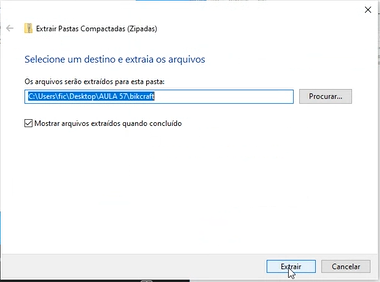 Extrair Pastas Compactadas (Zipadas)
Selecione um destino e extraia os arquivos
Os arquivos serão extraídos para esta pasta:
C:\Users\fic\Desktop\AULA 57\bikcraft
Procurar...
Mostrar arquivos extraídos quando concluído
Extrair
Cancelar